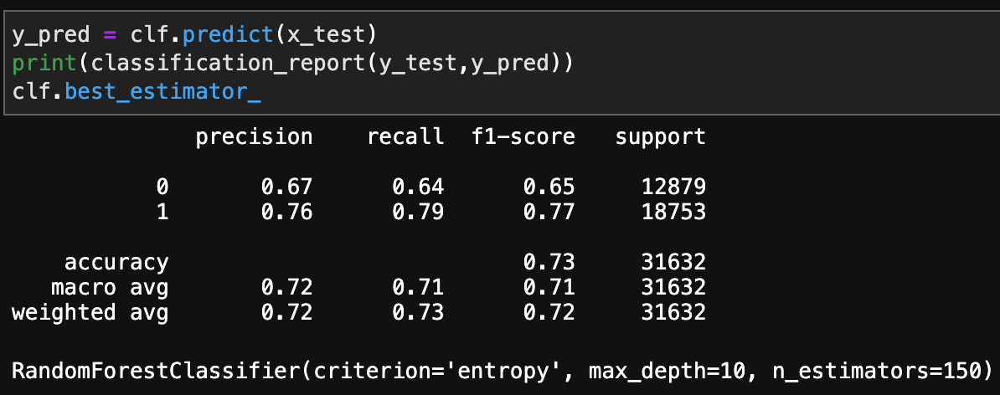 y_pred = clf.predict(x_test)
print(classification_report(y_test,y_pred))
clf.best_estimator_
precision recall f1-score support
0 0.67 0.64 0.65 12879
1 0.76 0.79 0.77 18753
accuracy 0.73 31632
macro avg 0.72 0.71 0.71 31632
weighted avg 0.72 0.73 0.72 31632
RandomForestClassifier(criterion='entropy', max_depth=10, n_estimators=150)